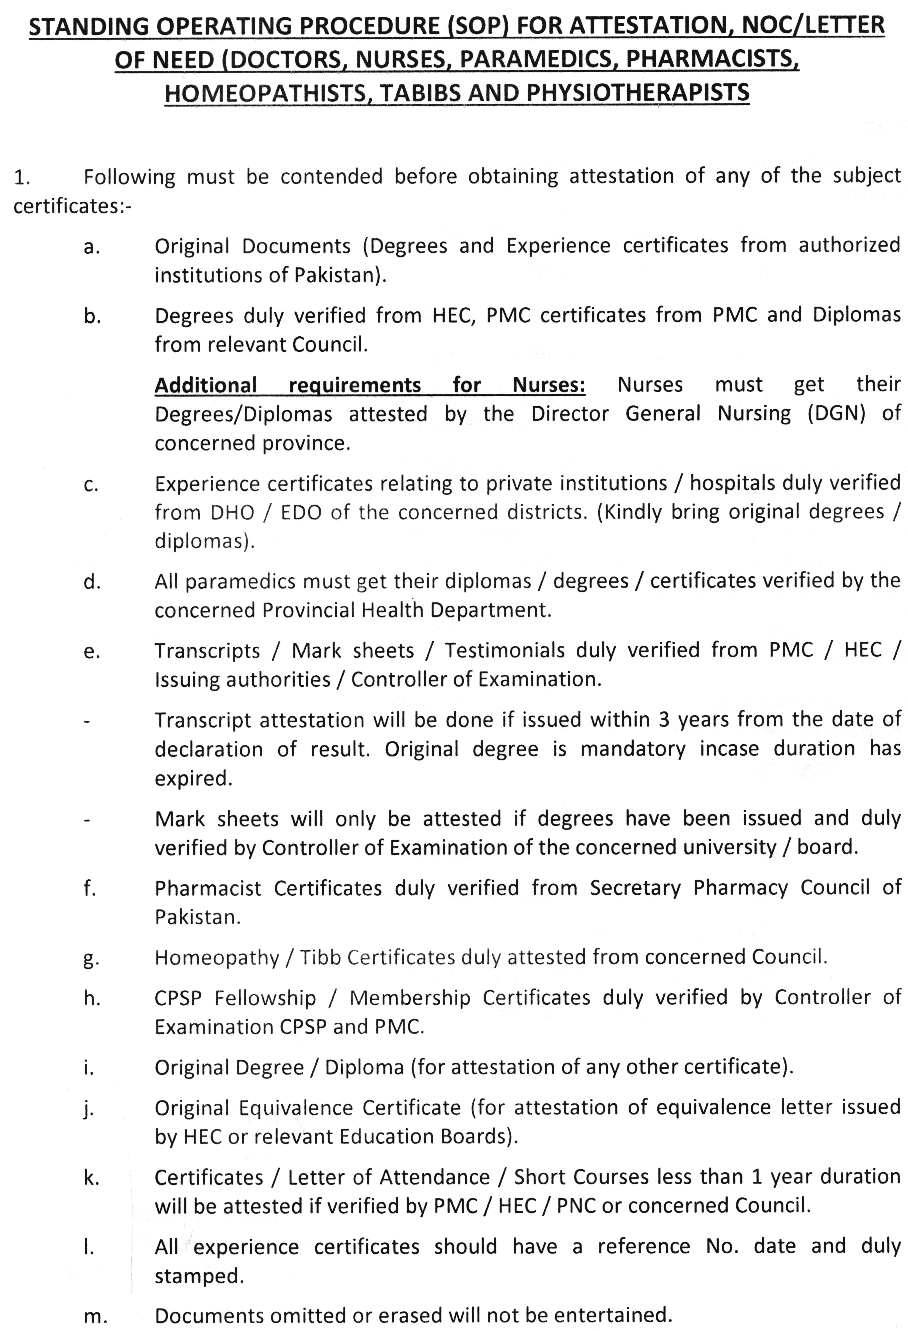 STANDING OPERATING PROCEDURE (SOP) FOR ATTESTATION, NOC/LETTER
OF NEED (DOCTORS, NURSES, PARAMEDICS, PHARMACISTS,
HOMEOPATHISTS, TABIBS AND PHYSIOTHERAPISTS
1. Following must be contended before obtaining attestation of any of the subject
certificates:-
a. Original Documents (Degrees and Experience certificates from authorized
institutions of Pakistan).
b. Degrees duly verified from HEC, PMC certificates from PMC and Diplomas
from relevant Council.
Additional requirements for Nurses: Nurses must get their
Degrees/Diplomas attested by the Director General Nursing (DGN) of
concerned province.
c. Experience certificates relating to private institutions / hospitals duly verified
from DHO / EDO of the concerned districts. (Kindly bring original degrees /
diplomas).
d. All paramedics must get their diplomas / degrees / certificates verified by the
concerned Provincial Health Department.
e. Transcripts / Mark sheets / Testimonials duly verified from PMC / HEC /
Issuing authorities / Controller of Examination.
- Transcript attestation will be done if issued within 3 years from the date of
declaration of result. Original degree is mandatory incase duration has
expired.
- Mark sheets will only be attested if degrees have been issued and duly
verified by Controller of Examination of the concerned university / board.
f. Pharmacist Certificates duly verified from Secretary Pharmacy Council of
Pakistan.
g. Homeopathy / Tibb Certificates duly attested from concerned Council.
h. CPSP Fellowship / Membership Certificates duly verified by Controller of
Examination CPSP and PMC.
i. Original Degree / Diploma (for attestation of any other certificate).
j. Original Equivalence Certificate (for attestation of equivalence letter issued
by HEC or relevant Education Boards).
k. Certificates / Letter of Attendance / Short Courses less than 1 year duration
will be attested if verified by PMC / HEC / PNC or concerned Council.
l. All experience certificates should have a reference No. date and duly
stamped.
m. Documents omitted or erased will not be entertained.